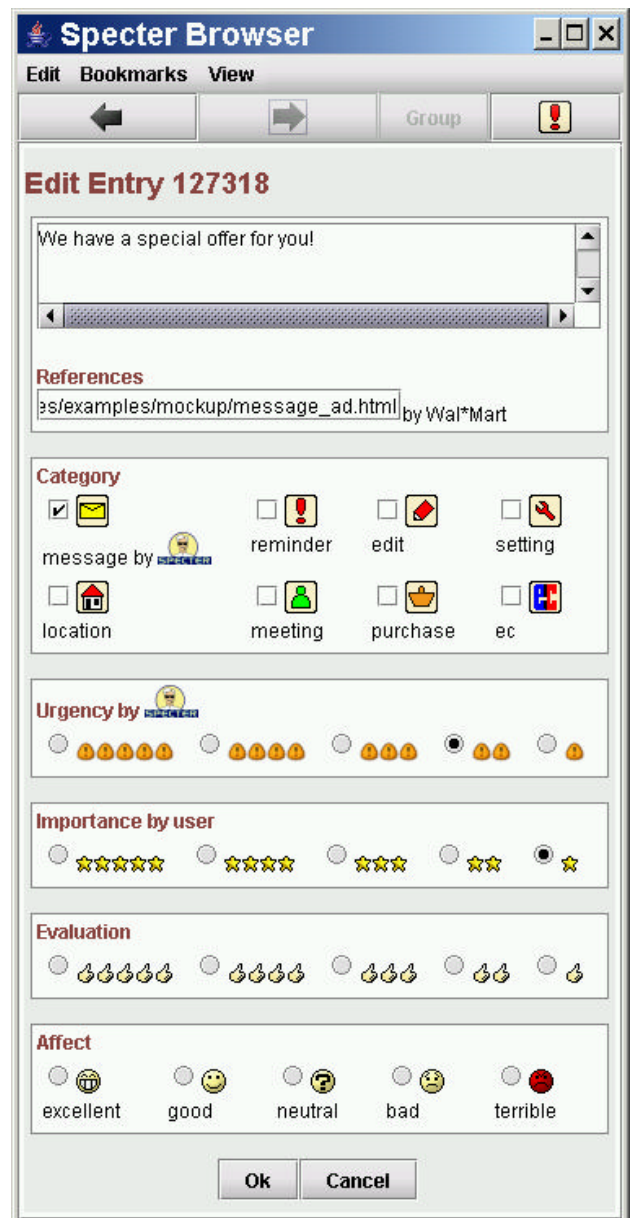 Specter Browser
Edit Bookmarks View
Group
Edit Entry 127318
We have a special offer for you!
References
es/examples/mockup/message_ad.html by Wal*Mart
Category
message by SPECTER
reminder
edit
setting
location
meeting
purchase
ec
Urgency by SPECTER
Importance by user
Evaluation
Affect
excellent
good
neutral
bad
terrible
Ok Cancel